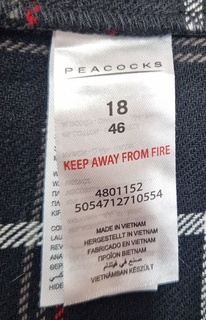 PEACOCKS
18
46
KEEP AWAY FROM FIRE
4801152
5054712710554
MADE IN VIETNAM
HERGESTELLT IN VIETNAM
FABRICADO EN VIETNAM
ΠΡΟΪΟΝ ΒΙΕΤΝΑΜ
صنع في فيتنام
VIETNÁMBAN KÉSZÜLT